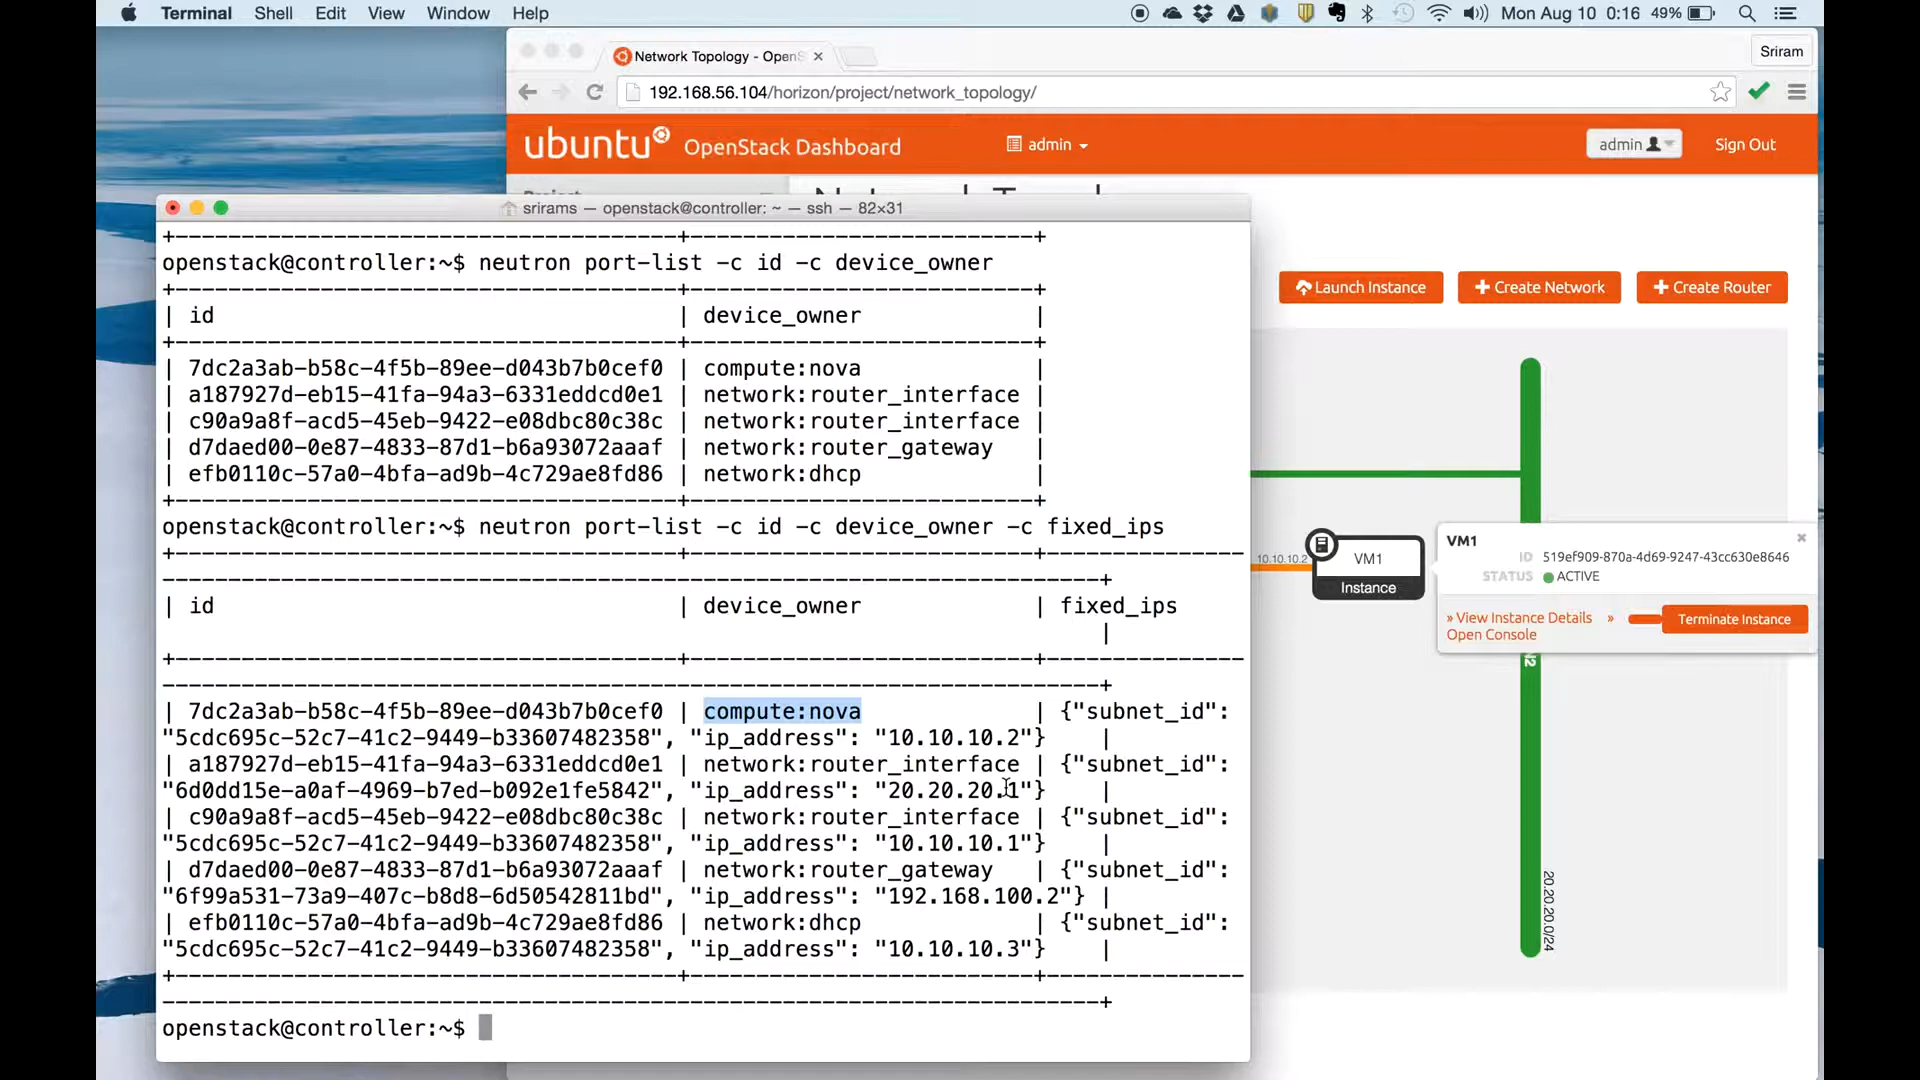 Terminal Shell Edit View Window Help
Mon Aug 10 0:16 49%
Network Topology - OpenS
Sriram
192.168.56.104/horizon/project/network_topology/
ubuntu OpenStack Dashboard
admin
admin
Sign Out
srirams — openstack@controller: ~ — ssh — 82×31
Launch Instance
Create Network
Create Router
+---------------------------------------+---------------------------+
openstack@controller:~$ neutron port-list -c id -c device_owner
+---------------------------------------+---------------------------+
| id | device_owner |
+---------------------------------------+---------------------------+
| 7dc2a3ab-b58c-4f5b-89ee-d043b7b0cef0 | compute:nova |
| a187927d-eb15-41fa-94a3-6331eddcd0e1 | network:router_interface |
| c90a9a8f-acd5-45eb-9422-e08dbc80c38c | network:router_interface |
| d7daed00-0e87-4833-87d1-b6a93072aaaf | network:router_gateway |
| efb0110c-57a0-4bfa-ad9b-4c729ae8fd86 | network:dhcp |
+---------------------------------------+---------------------------+
openstack@controller:~$ neutron port-list -c id -c device_owner -c fixed_ips
+---------------------------------------+---------------------------+---------------
-----------------------------------------------------------------------+
| id | device_owner | fixed_ips
|
+---------------------------------------+---------------------------+---------------
-----------------------------------------------------------------------+
| 7dc2a3ab-b58c-4f5b-89ee-d043b7b0cef0 | compute:nova | {"subnet_id":
"5cdc695c-52c7-41c2-9449-b33607482358", "ip_address": "10.10.10.2"} |
| a187927d-eb15-41fa-94a3-6331eddcd0e1 | network:router_interface | {"subnet_id":
"6d0dd15e-a0af-4969-b7ed-b092e1fe5842", "ip_address": "20.20.20.1"} |
| c90a9a8f-acd5-45eb-9422-e08dbc80c38c | network:router_interface | {"subnet_id":
"5cdc695c-52c7-41c2-9449-b33607482358", "ip_address": "10.10.10.1"} |
| d7daed00-0e87-4833-87d1-b6a93072aaaf | network:router_gateway | {"subnet_id":
"6f99a531-73a9-407c-b8d8-6d50542811bd", "ip_address": "192.168.100.2"} |
| efb0110c-57a0-4bfa-ad9b-4c729ae8fd86 | network:dhcp | {"subnet_id":
"5cdc695c-52c7-41c2-9449-b33607482358", "ip_address": "10.10.10.3"} |
+---------------------------------------+---------------------------+---------------
-----------------------------------------------------------------------+
openstack@controller:~$
10.10.10.2
VM1
Instance
VM1
ID 519ef909-870a-4d69-9247-43cc630e8646
STATUS ACTIVE
» View Instance Details »
Open Console
Terminate Instance
20.20.20.0/24